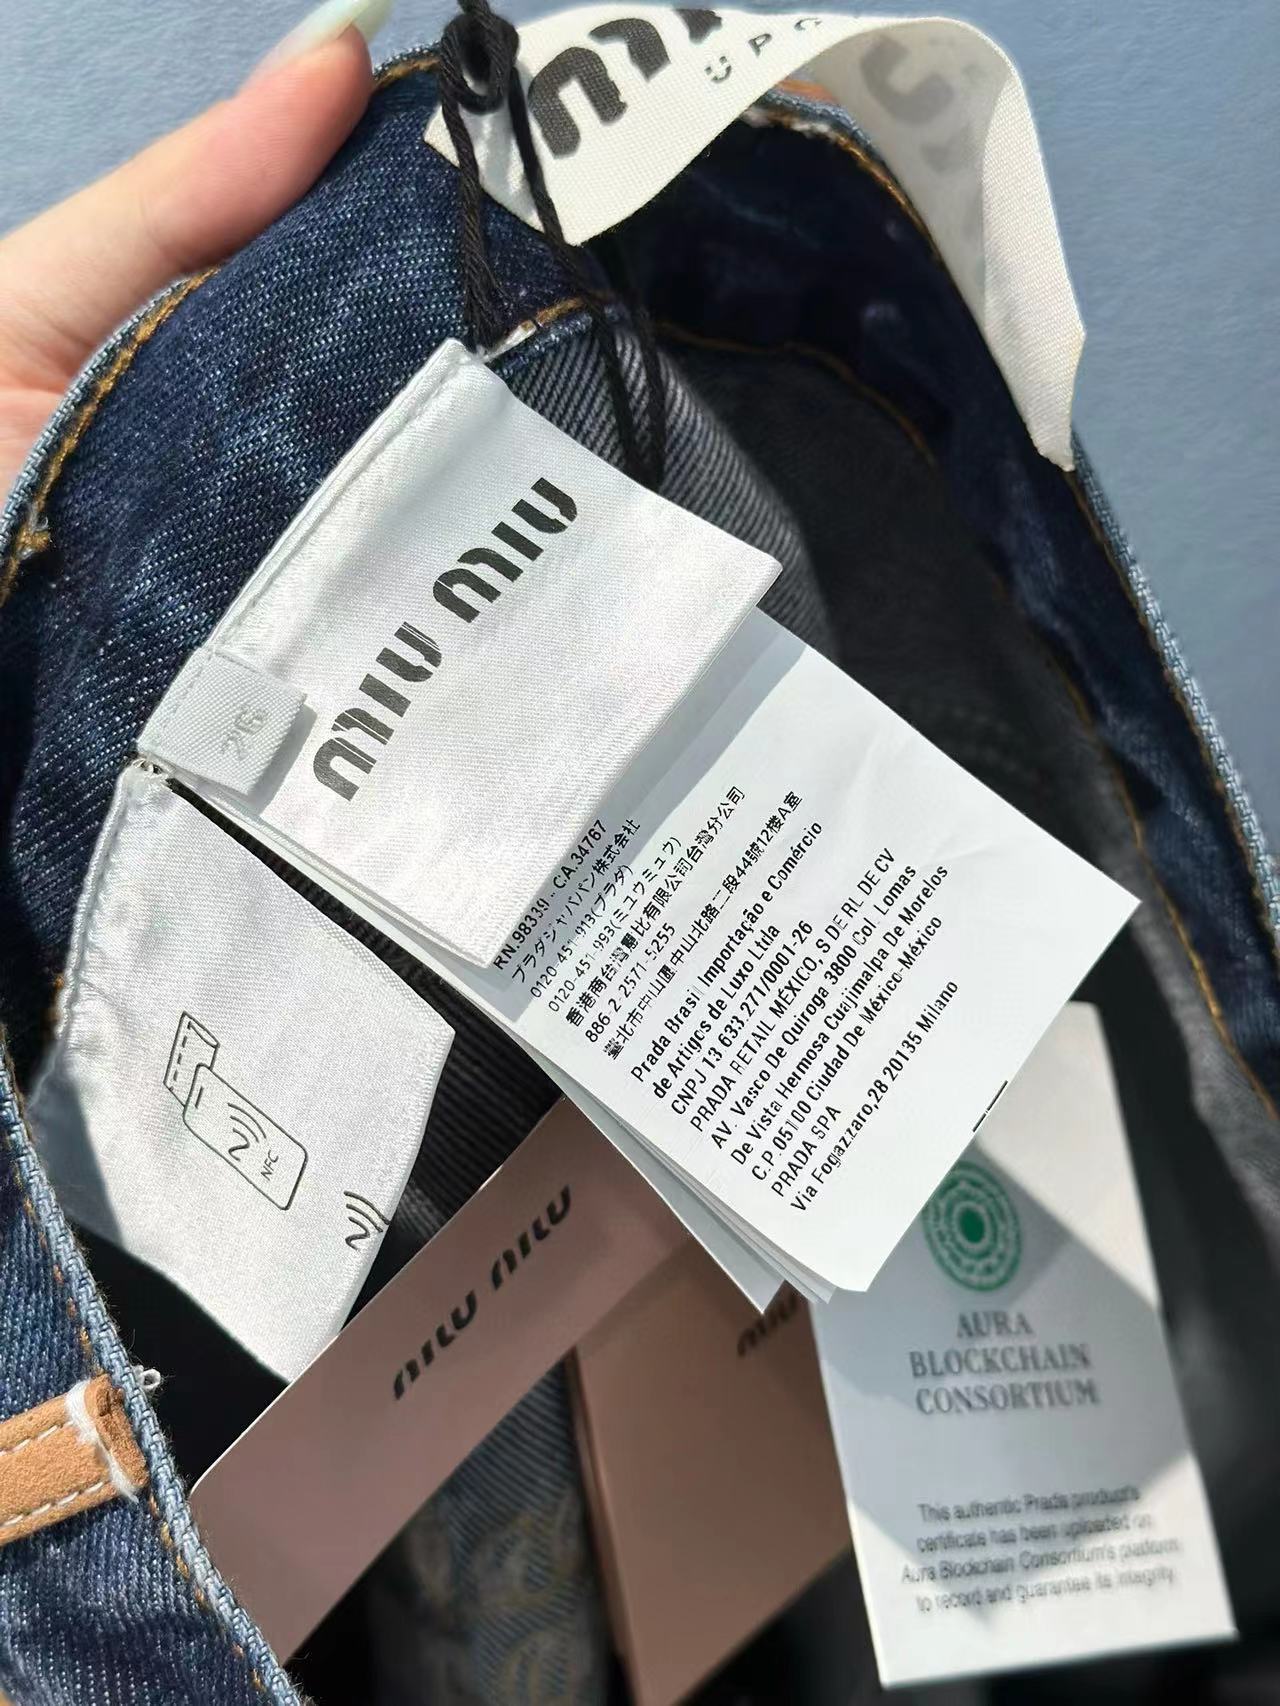 MIU MIU
UPC
MIU MIU
26
RN.98339 . CA.34767
プラダジャパン株式会社
0120-451-913(プラダ)
0120-451-993(ミュウミュウ)
香港商台灣惠比有限公司台灣分公司
886 2 2571-5255
臺北市中山區中山北路二段44號12樓A室
Prada Brasil Importação e Comércio
de Artigos de Luxo Ltda
CNPJ 13 633.271/0001-26
PRADA RETAIL MÉXICO, S DE RL DE CV
AV. Vasco De Quiroga 3800 Col. Lomas
De Vista Hermosa Cuajimalpa De Morelos
C.P. 05100 Ciudad De México-México
PRADA SPA
Via Fogazzaro,28 20135 Milano
NFC
MIU MIU
AURA
BLOCKCHAIN
CONSORTIUM
This authentic Prada product's
certificate has been uploaded on
Aura Blockchain Consortium's platform
to record and guarantee its integrity.